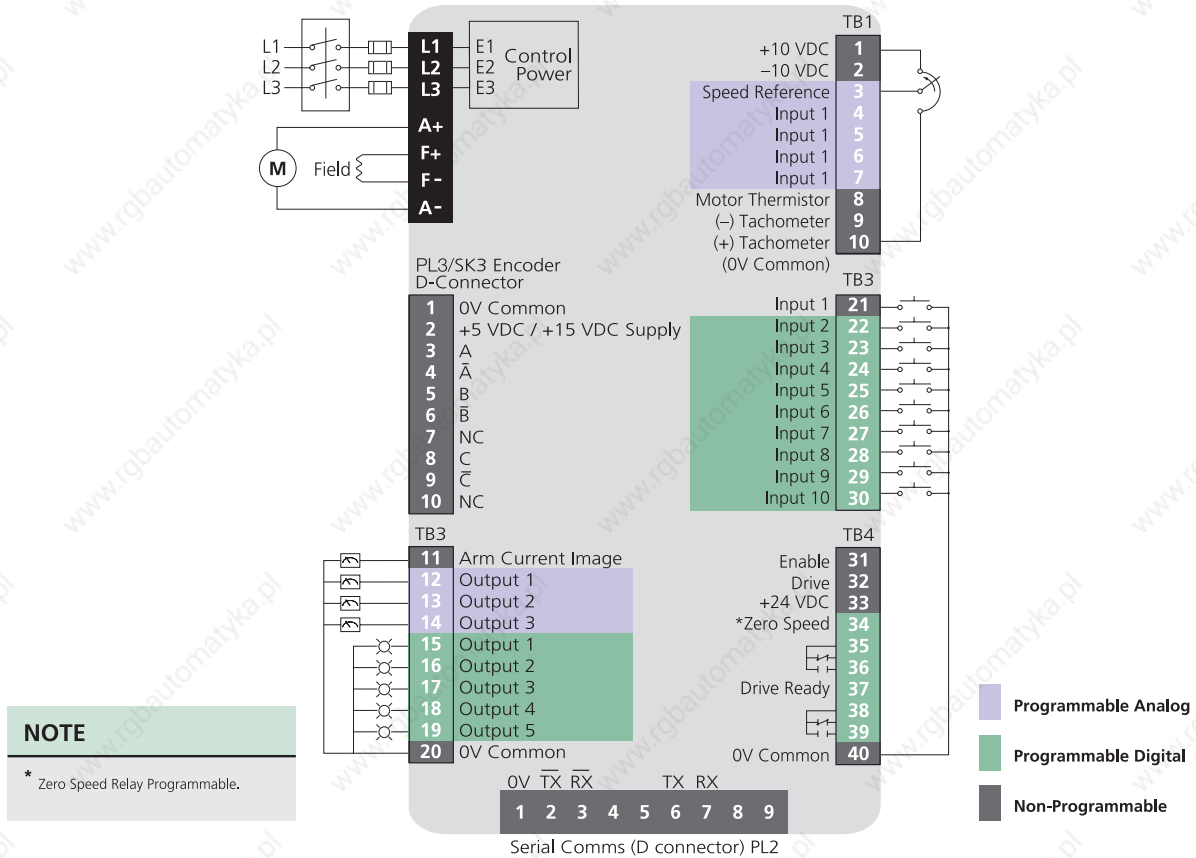 TB1
L1 L1 E1
L2 L2 E2
L3 L3 E3
Control
Power
A+
F+
F-
A-
M
Field
+10 VDC 1
–10 VDC 2
Speed Reference 3
Input 1 4
Input 1 5
Input 1 6
Input 1 7
Motor Thermistor 8
(–) Tachometer 9
(+) Tachometer 10
(0V Common)
PL3/SK3 Encoder
D-Connector
1 0V Common
2 +5 VDC / +15 VDC Supply
3 A
4 A̅
5 B
6 B̅
7 NC
8 C
9 C̅
10 NC
TB3
Input 1 21
Input 2 22
Input 3 23
Input 4 24
Input 5 25
Input 6 26
Input 7 27
Input 8 28
Input 9 29
Input 10 30
TB3
11 Arm Current Image
12 Output 1
13 Output 2
14 Output 3
15 Output 1
16 Output 2
17 Output 3
18 Output 4
19 Output 5
20 0V Common
TB4
Enable 31
Drive 32
+24 VDC 33
*Zero Speed 34
35
36
Drive Ready 37
38
39
0V Common 40
0V T̅X̅ R̅X̅ TX RX
1 2 3 4 5 6 7 8 9
Serial Comms (D connector) PL2
NOTE
* Zero Speed Relay Programmable.
Programmable Analog
Programmable Digital
Non-Programmable
www.rgbautomatyka.pl